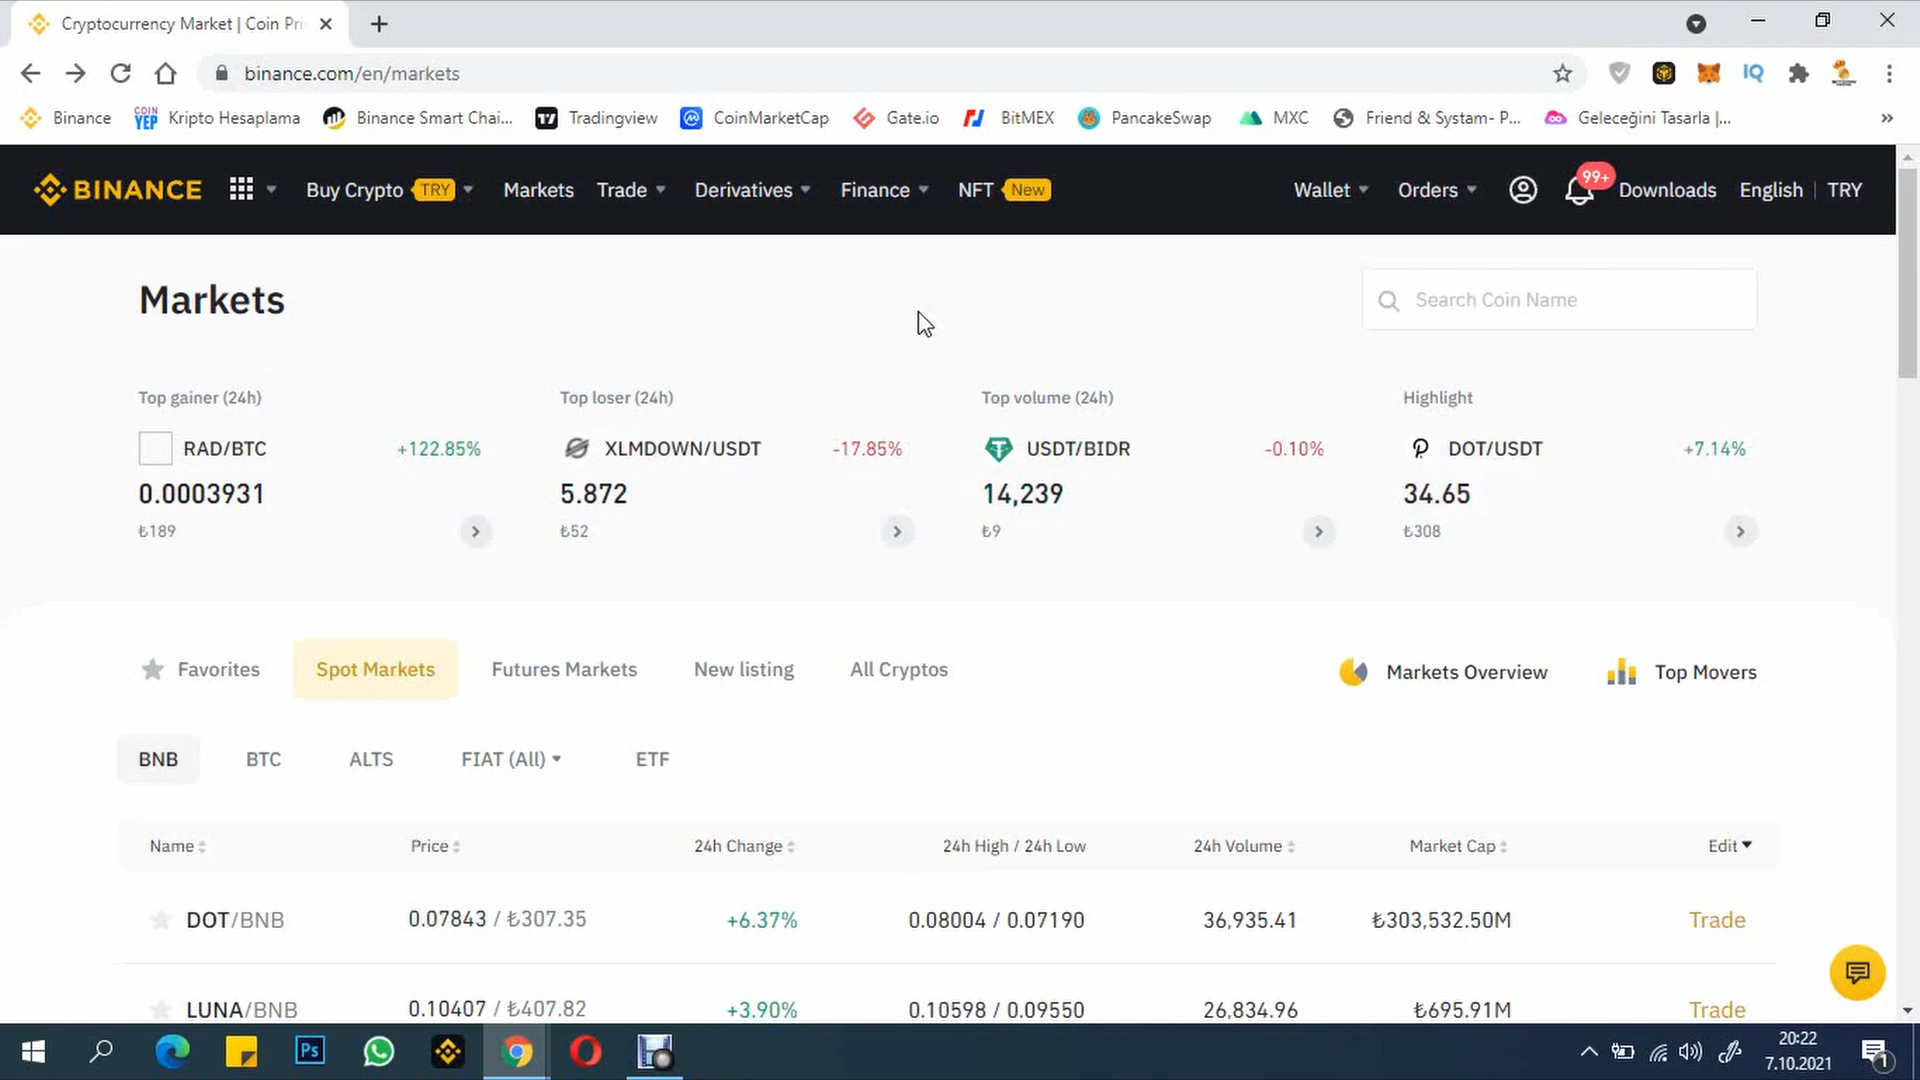 Cryptocurrency Market | Coin Pri
binance.com/en/markets
IQ
Binance
COIN YEP
Kripto Hesaplama
Binance Smart Chai...
Tradingview
CoinMarketCap
Gate.io
BitMEX
PancakeSwap
MXC
Friend & Systam- P...
Geleceğini Tasarla |...
»
BINANCE
Buy Crypto TRY
Markets
Trade
Derivatives
Finance
NFT New
Wallet
Orders
99+
Downloads
English | TRY
Markets
Search Coin Name
Top gainer (24h)
RAD/BTC +122.85%
0.0003931
₺189
Top loser (24h)
XLMDOWN/USDT -17.85%
5.872
₺52
Top volume (24h)
USDT/BIDR -0.10%
14,239
₺9
Highlight
DOT/USDT +7.14%
34.65
₺308
Favorites
Spot Markets
Futures Markets
New listing
All Cryptos
Markets Overview
Top Movers
BNB
BTC
ALTS
FIAT (All)
ETF
Name Price 24h Change 24h High / 24h Low 24h Volume Market Cap Edit
DOT/BNB 0.07843 / ₺307.35 +6.37% 0.08004 / 0.07190 36,935.41 ₺303,532.50M Trade
LUNA/BNB 0.10407 / ₺407.82 +3.90% 0.10598 / 0.09550 26,834.96 ₺695.91M Trade
Ps
20:22
7.10.2021
1